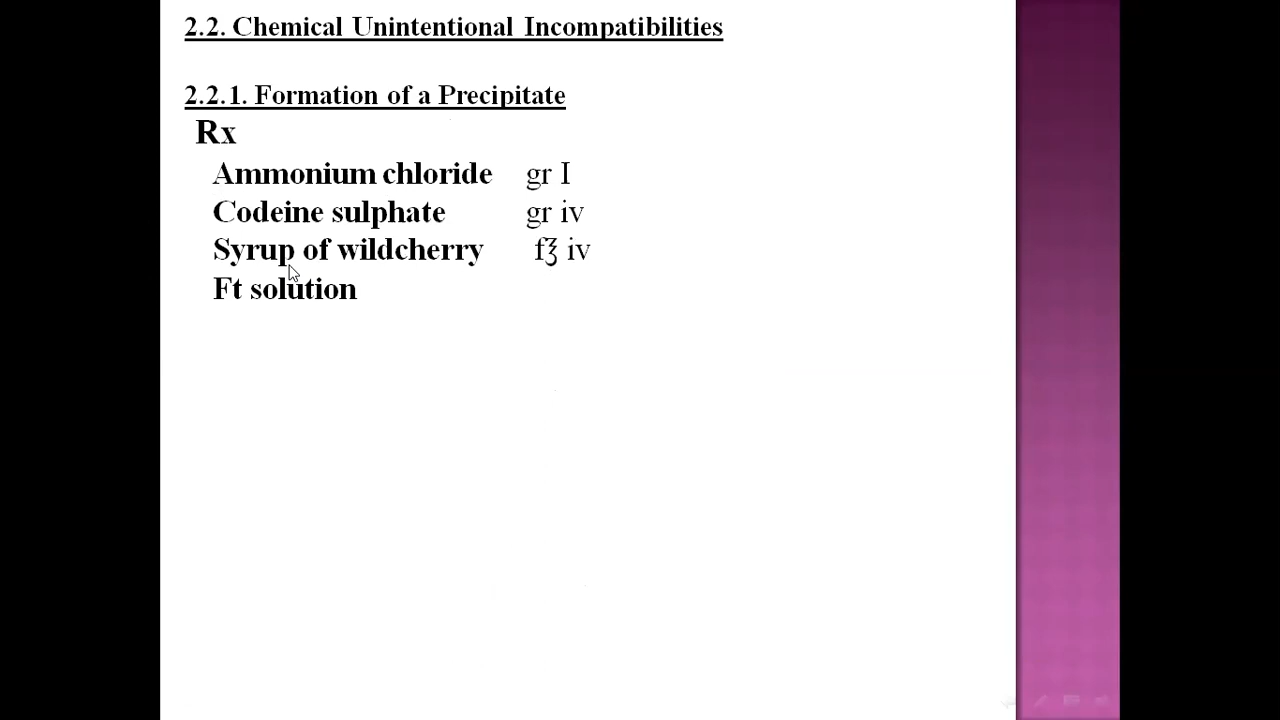 2.2. Chemical Unintentional Incompatibilities
2.2.1. Formation of a Precipitate
Rx
Ammonium chloride gr I
Codeine sulphate gr iv
Syrup of wildcherry fʒ iv
Ft solution